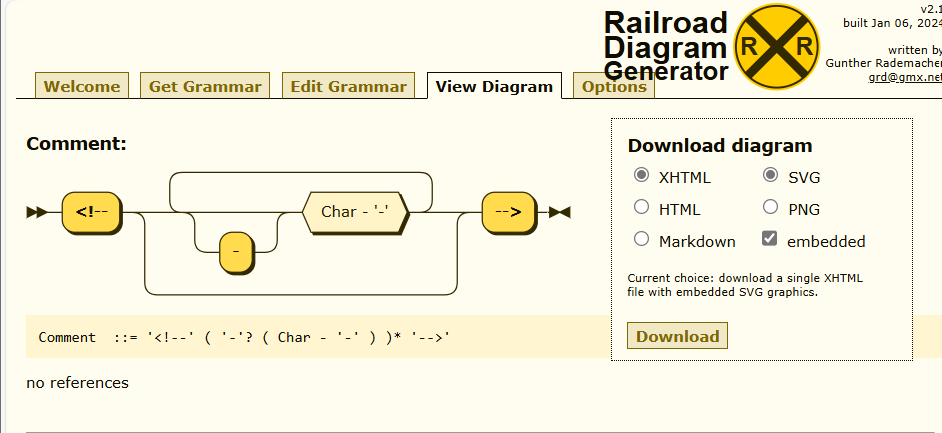 Railroad
Diagram
Generator
R R
v2.1
built Jan 06, 2024
written by
Gunther Rademacher
grd@gmx.net
Welcome
Get Grammar
Edit Grammar
View Diagram
Options
Comment:
<!--
-
Char - '-'
-->
Comment ::= '<!--' ( '-'? ( Char - '-' ) )* '-->'
no references
Download diagram
XHTML SVG
HTML PNG
Markdown embedded
Current choice: download a single XHTML
file with embedded SVG graphics.
Download